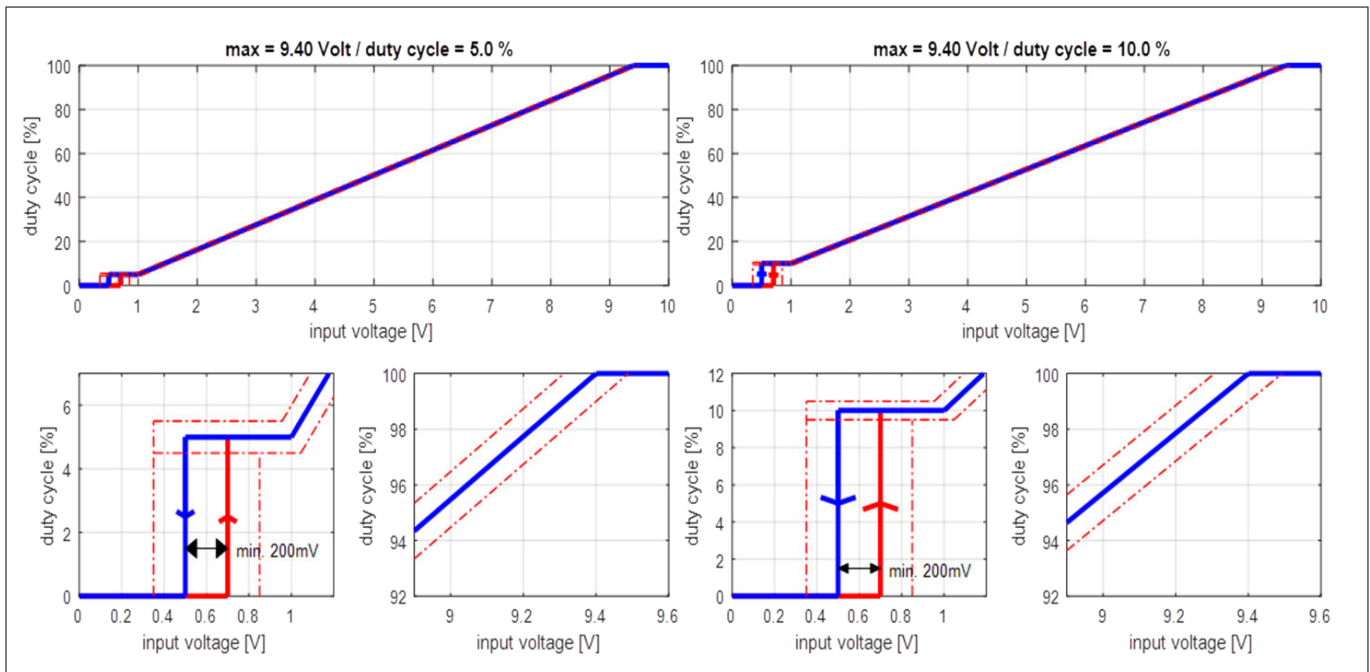 max = 9.40 Volt / duty cycle = 5.0 %
duty cycle [%]
100
80
60
40
20
0
0 1 2 3 4 5 6 7 8 9 10
input voltage [V]
max = 9.40 Volt / duty cycle = 10.0 %
duty cycle [%]
100
80
60
40
20
0
0 1 2 3 4 5 6 7 8 9 10
input voltage [V]
duty cycle [%]
6
4
2
0
min. 200mV
0 0.2 0.4 0.6 0.8 1
input voltage [V]
duty cycle [%]
100
98
96
94
92
9 9.2 9.4 9.6
input voltage [V]
duty cycle [%]
12
10
8
6
4
2
0
min. 200mV
0 0.2 0.4 0.6 0.8 1
input voltage [V]
duty cycle [%]
100
98
96
94
92
9 9.2 9.4 9.6
input voltage [V]